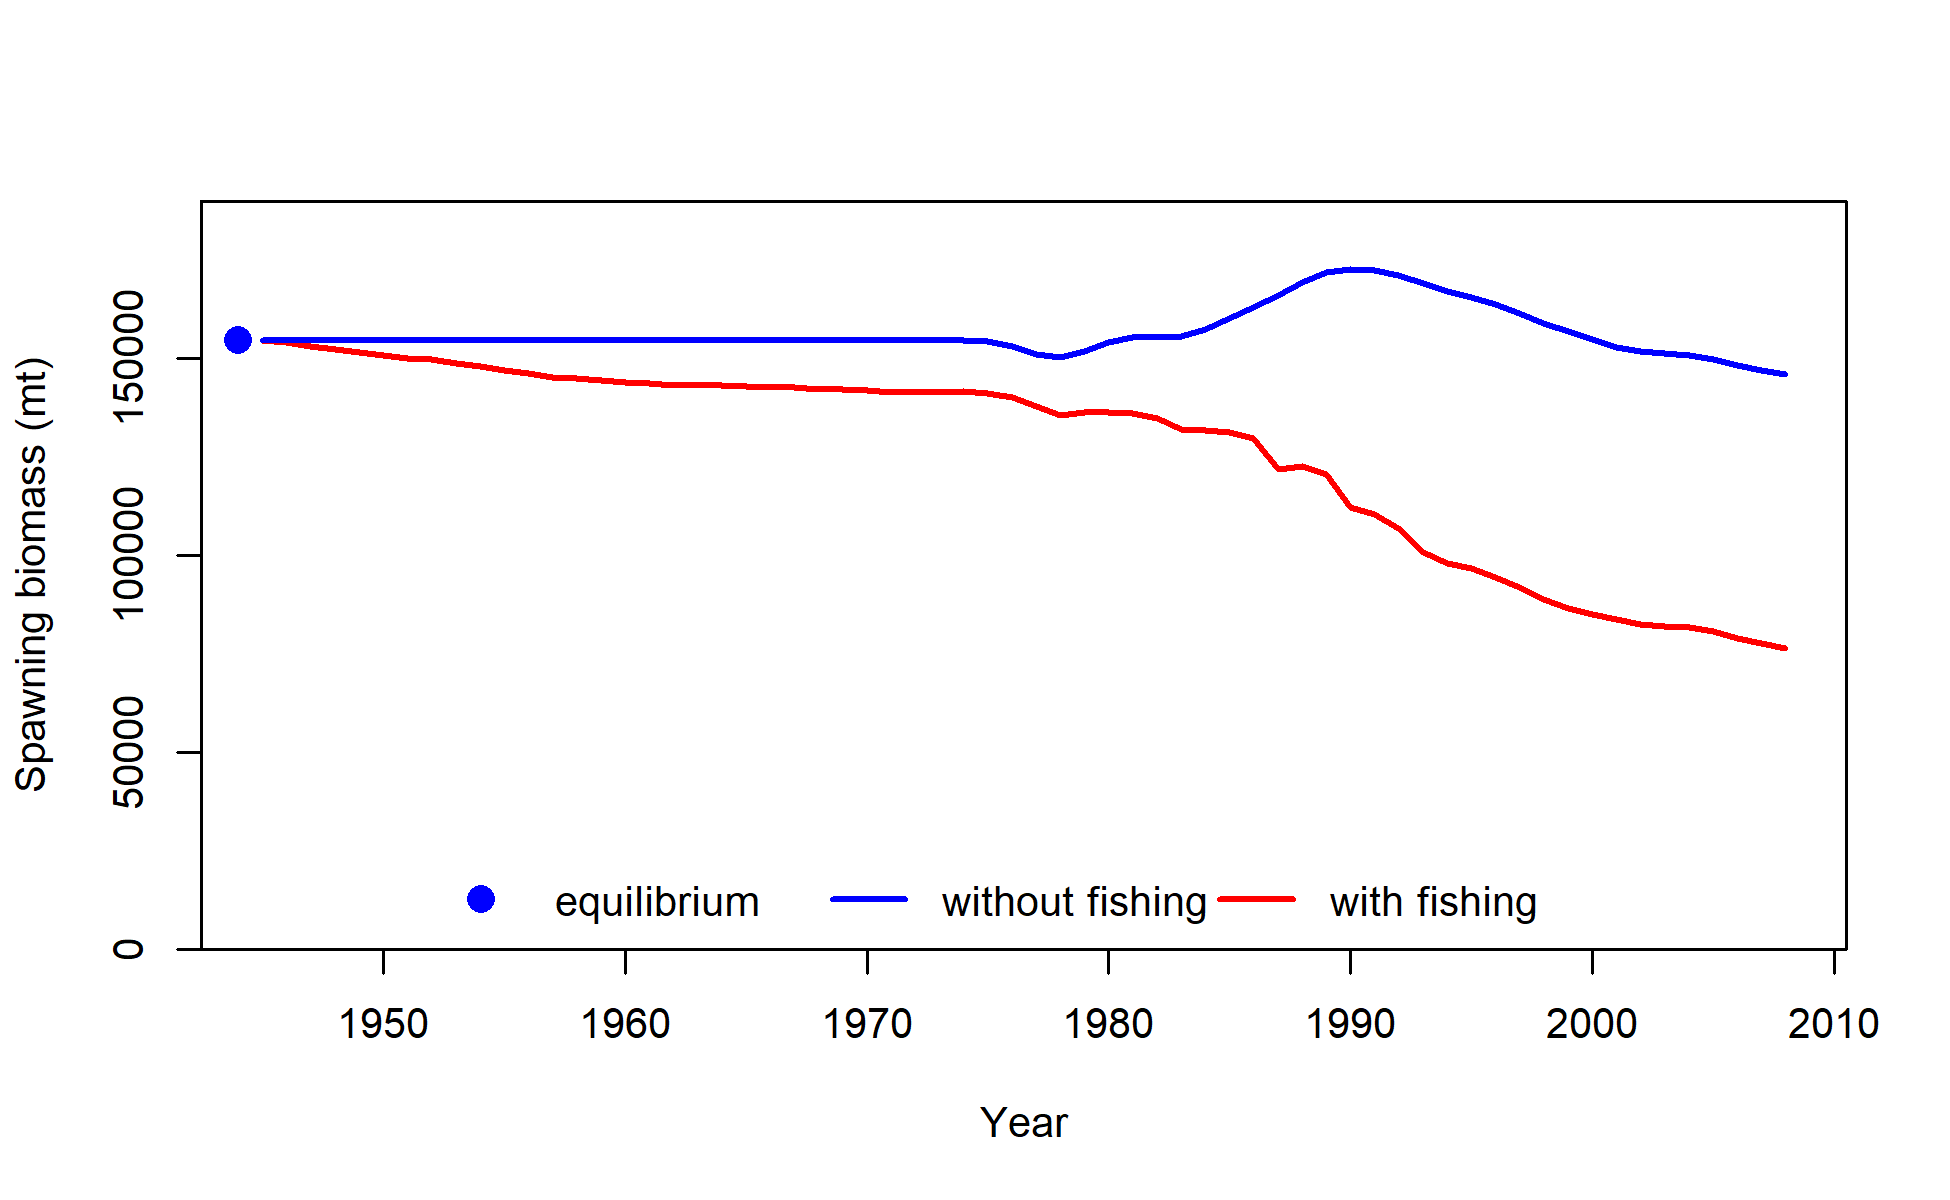 Spawning biomass (mt)
150000
100000
50000
0
equilibrium without fishing with fishing
1950 1960 1970 1980 1990 2000 2010
Year